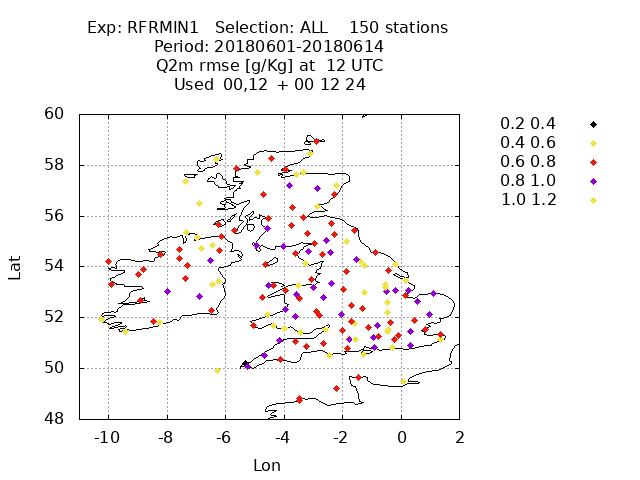 Exp: RFRMIN1 Selection: ALL 150 stations
Period: 20180601-20180614
Q2m rmse [g/Kg] at 12 UTC
Used 00,12 + 00 12 24
60
58
56
54
52
50
48
Lat
-10 -8 -6 -4 -2 0 2
Lon
0.2 0.4
0.4 0.6
0.6 0.8
0.8 1.0
1.0 1.2